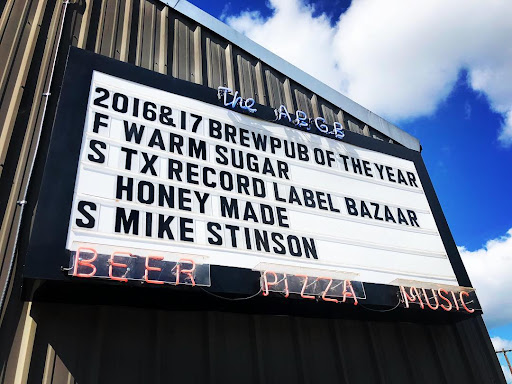 The ABGB
2016&17 BREWPUB OF THE YEAR
F WARM SUGAR
S TX RECORD LABEL BAZAAR
HONEY MADE
S MIKE STINSON
BEER PIZZA MUSIC